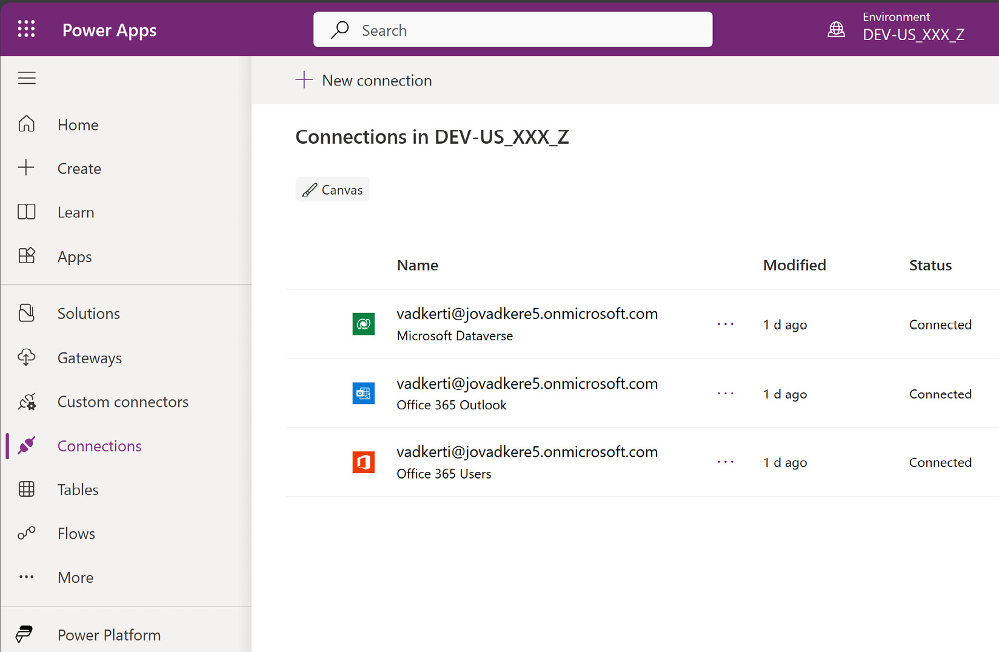 Power Apps
Search
Environment
DEV-US_XXX_Z
New connection
Home
Create
Learn
Apps
Solutions
Gateways
Custom connectors
Connections
Tables
Flows
More
Power Platform
Connections in DEV-US_XXX_Z
Canvas
Name Modified Status
vadkerti@jovadkere5.onmicrosoft.com
Microsoft Dataverse
1 d ago Connected
vadkerti@jovadkere5.onmicrosoft.com
Office 365 Outlook
1 d ago Connected
vadkerti@jovadkere5.onmicrosoft.com
Office 365 Users
1 d ago Connected